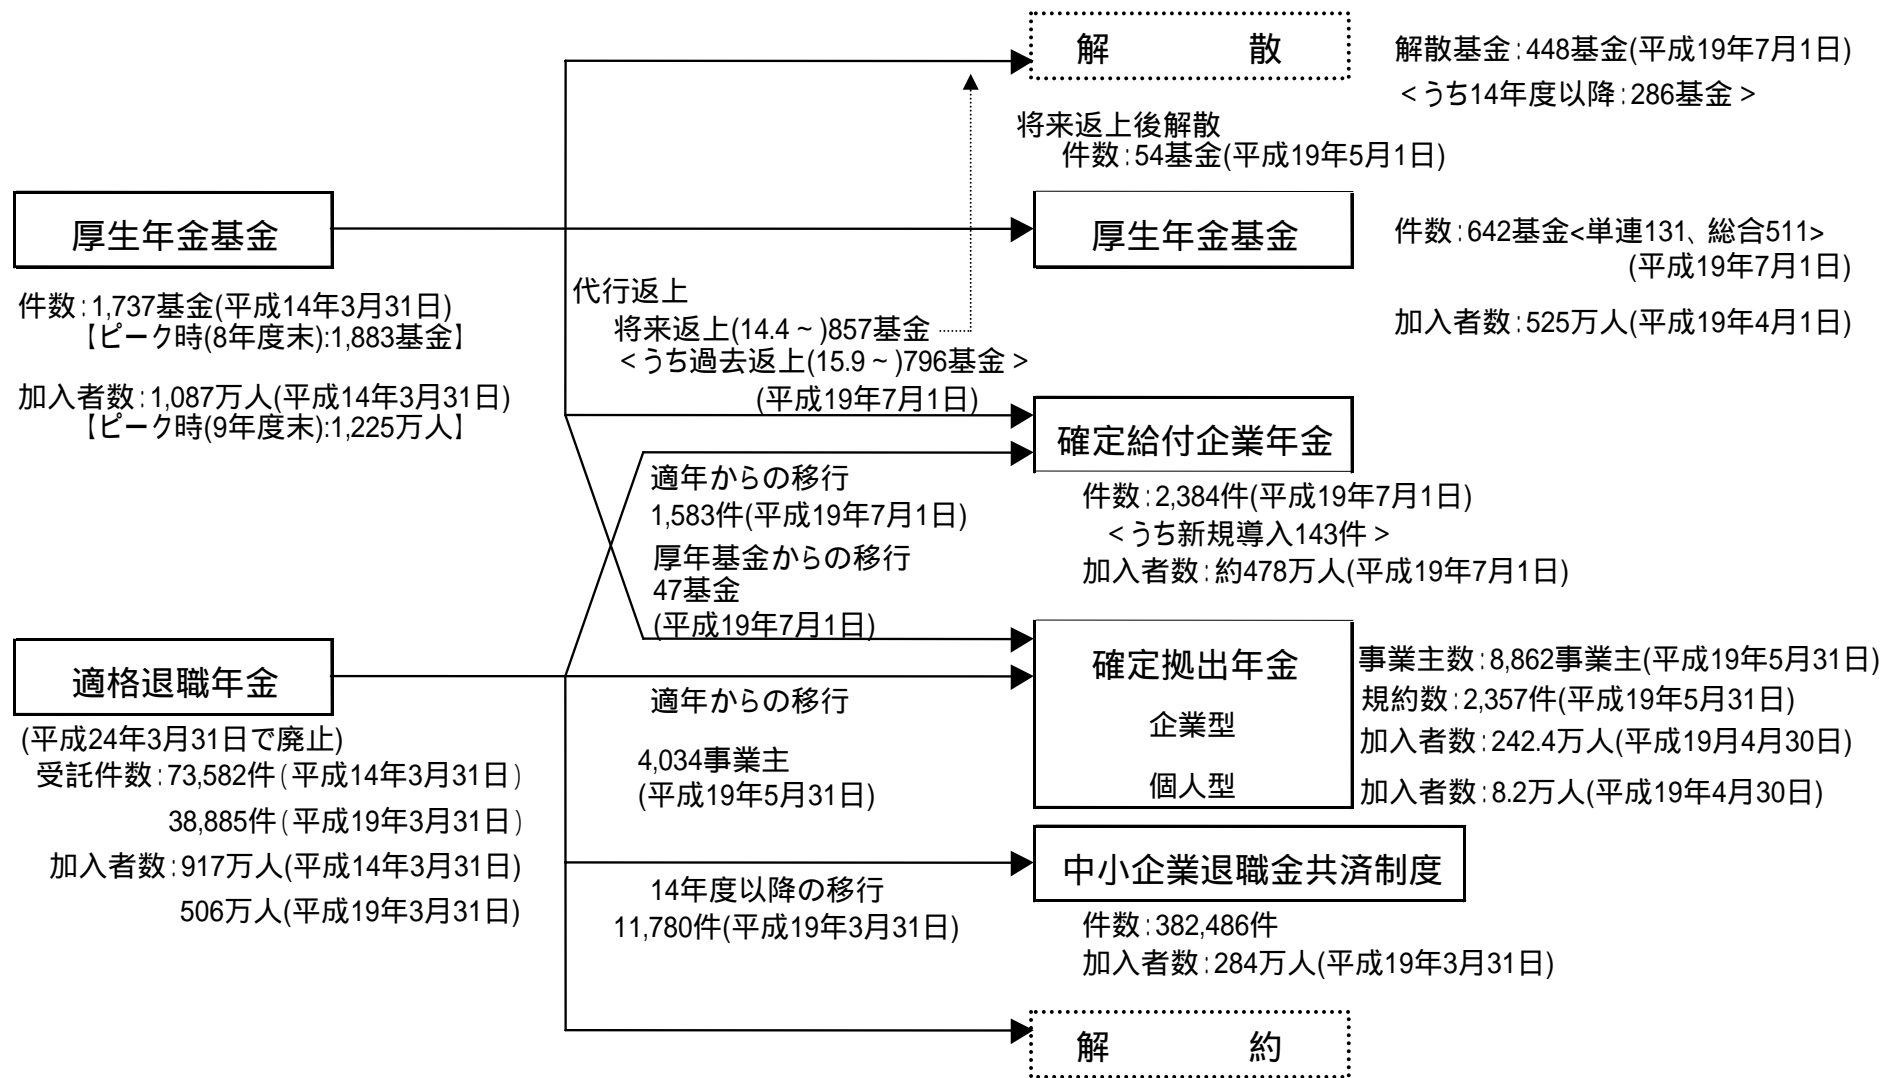 解　　　散
解散基金:448基金(平成19年7月1日)
<うち14年度以降:286基金>
将来返上後解散
件数:54基金(平成19年5月1日)
厚生年金基金
件数:1,737基金(平成14年3月31日)
【ピーク時(8年度末):1,883基金】
加入者数:1,087万人(平成14年3月31日)
【ピーク時(9年度末):1,225万人】
厚生年金基金
件数:642基金<単連131、総合511>
(平成19年7月1日)
加入者数:525万人(平成19年4月1日)
代行返上
将来返上(14.4~)857基金
<うち過去返上(15.9~)796基金>
(平成19年7月1日)
確定給付企業年金
件数:2,384件(平成19年7月1日)
<うち新規導入143件>
加入者数:約478万人(平成19年7月1日)
適年からの移行
1,583件(平成19年7月1日)
厚年基金からの移行
47基金
(平成19年7月1日)
適格退職年金
(平成24年3月31日で廃止)
受託件数:73,582件(平成14年3月31日)
38,885件(平成19年3月31日)
加入者数:917万人(平成14年3月31日)
506万人(平成19年3月31日)
適年からの移行
4,034事業主
(平成19年5月31日)
確定拠出年金
企業型
個人型
事業主数:8,862事業主(平成19年5月31日)
規約数:2,357件(平成19年5月31日)
加入者数:242.4万人(平成19月4月30日)
加入者数:8.2万人(平成19年4月30日)
14年度以降の移行
11,780件(平成19年3月31日)
中小企業退職金共済制度
件数:382,486件
加入者数:284万人(平成19年3月31日)
解　　　約